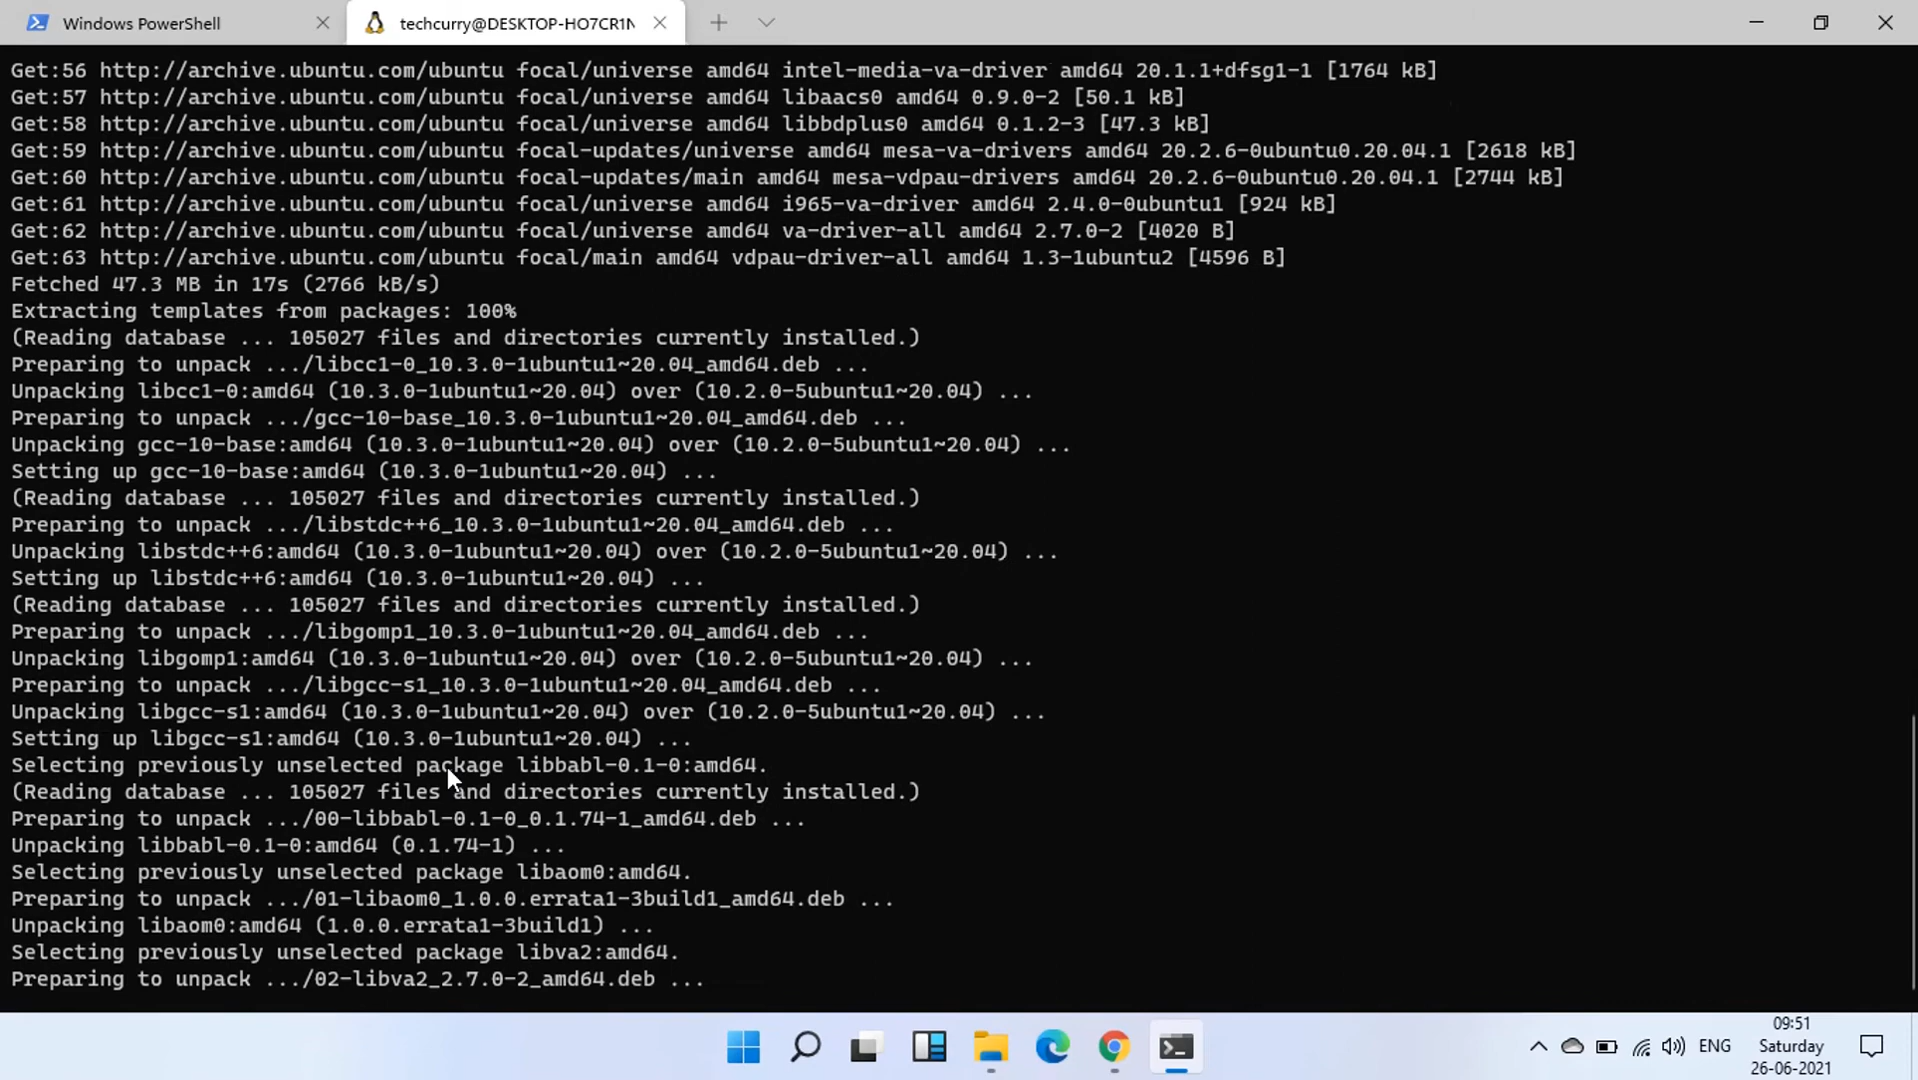 Windows PowerShell
techcurry@DESKTOP-HO7CR1N
Get:56 http://archive.ubuntu.com/ubuntu focal/universe amd64 intel-media-va-driver amd64 20.1.1+dfsg1-1 [1764 kB]
Get:57 http://archive.ubuntu.com/ubuntu focal/universe amd64 libaacs0 amd64 0.9.0-2 [50.1 kB]
Get:58 http://archive.ubuntu.com/ubuntu focal/universe amd64 libbdplus0 amd64 0.1.2-3 [47.3 kB]
Get:59 http://archive.ubuntu.com/ubuntu focal-updates/universe amd64 mesa-va-drivers amd64 20.2.6-0ubuntu0.20.04.1 [2618 kB]
Get:60 http://archive.ubuntu.com/ubuntu focal-updates/main amd64 mesa-vdpau-drivers amd64 20.2.6-0ubuntu0.20.04.1 [2744 kB]
Get:61 http://archive.ubuntu.com/ubuntu focal/universe amd64 i965-va-driver amd64 2.4.0-0ubuntu1 [924 kB]
Get:62 http://archive.ubuntu.com/ubuntu focal/universe amd64 va-driver-all amd64 2.7.0-2 [4020 B]
Get:63 http://archive.ubuntu.com/ubuntu focal/main amd64 vdpau-driver-all amd64 1.3-1ubuntu2 [4596 B]
Fetched 47.3 MB in 17s (2766 kB/s)
Extracting templates from packages: 100%
(Reading database ... 105027 files and directories currently installed.)
Preparing to unpack .../libcc1-0_10.3.0-1ubuntu1~20.04_amd64.deb ...
Unpacking libcc1-0:amd64 (10.3.0-1ubuntu1~20.04) over (10.2.0-5ubuntu1~20.04) ...
Preparing to unpack .../gcc-10-base_10.3.0-1ubuntu1~20.04_amd64.deb ...
Unpacking gcc-10-base:amd64 (10.3.0-1ubuntu1~20.04) over (10.2.0-5ubuntu1~20.04) ...
Setting up gcc-10-base:amd64 (10.3.0-1ubuntu1~20.04) ...
(Reading database ... 105027 files and directories currently installed.)
Preparing to unpack .../libstdc++6_10.3.0-1ubuntu1~20.04_amd64.deb ...
Unpacking libstdc++6:amd64 (10.3.0-1ubuntu1~20.04) over (10.2.0-5ubuntu1~20.04) ...
Setting up libstdc++6:amd64 (10.3.0-1ubuntu1~20.04) ...
(Reading database ... 105027 files and directories currently installed.)
Preparing to unpack .../libgomp1_10.3.0-1ubuntu1~20.04_amd64.deb ...
Unpacking libgomp1:amd64 (10.3.0-1ubuntu1~20.04) over (10.2.0-5ubuntu1~20.04) ...
Preparing to unpack .../libgcc-s1_10.3.0-1ubuntu1~20.04_amd64.deb ...
Unpacking libgcc-s1:amd64 (10.3.0-1ubuntu1~20.04) over (10.2.0-5ubuntu1~20.04) ...
Setting up libgcc-s1:amd64 (10.3.0-1ubuntu1~20.04) ...
Selecting previously unselected package libbabl-0.1-0:amd64.
(Reading database ... 105027 files and directories currently installed.)
Preparing to unpack .../00-libbabl-0.1-0_0.1.74-1_amd64.deb ...
Unpacking libbabl-0.1-0:amd64 (0.1.74-1) ...
Selecting previously unselected package libaom0:amd64.
Preparing to unpack .../01-libaom0_1.0.0.errata1-3build1_amd64.deb ...
Unpacking libaom0:amd64 (1.0.0.errata1-3build1) ...
Selecting previously unselected package libva2:amd64.
Preparing to unpack .../02-libva2_2.7.0-2_amd64.deb ...
ENG
09:51
Saturday
26-06-2021